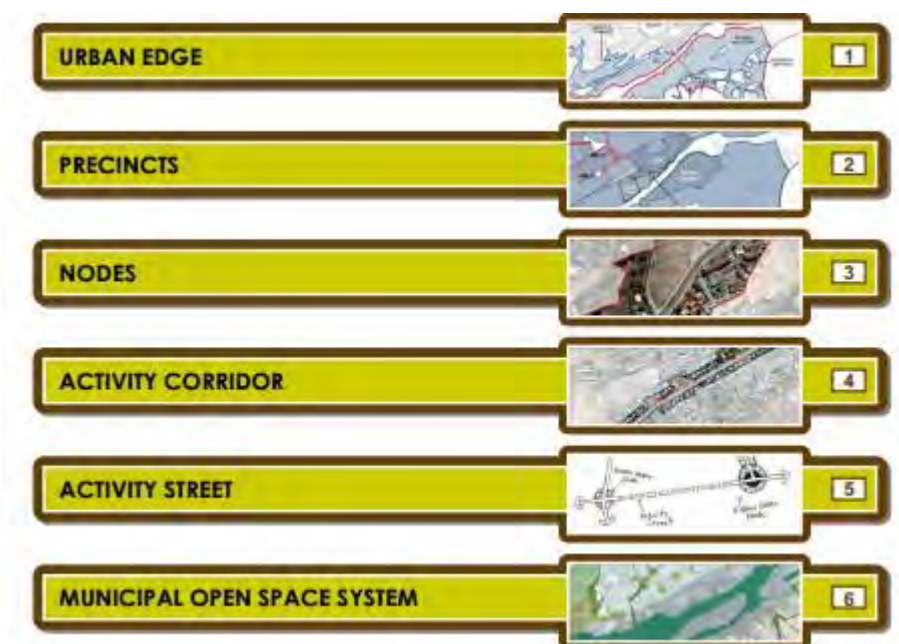 URBAN EDGE
1
PRECINCTS
2
NODES
3
ACTIVITY CORRIDOR
4
ACTIVITY STREET
5
MUNICIPAL OPEN SPACE SYSTEM
6